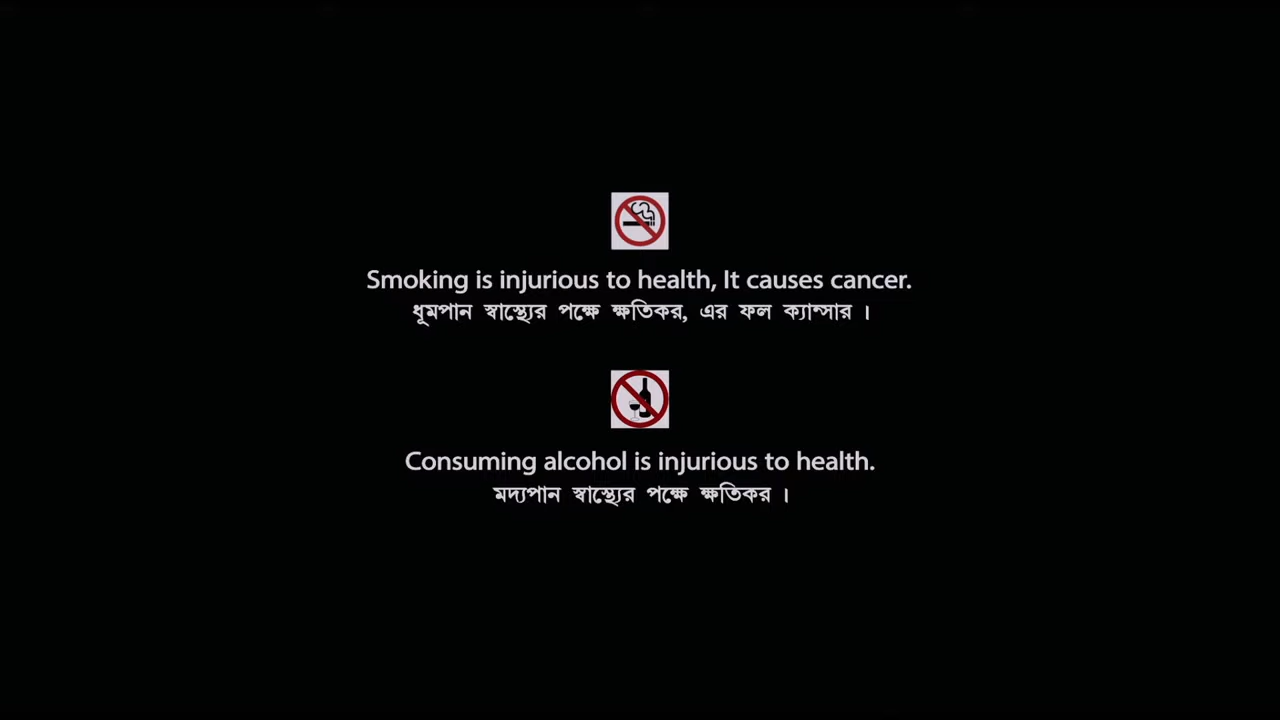 Smoking is injurious to health, It causes cancer.
ধূমপান স্বাস্থ্যের পক্ষে ক্ষতিকর, এর ফল ক্যান্সার ।
Consuming alcohol is injurious to health.
মদ্যপান স্বাস্থ্যের পক্ষে ক্ষতিকর ।